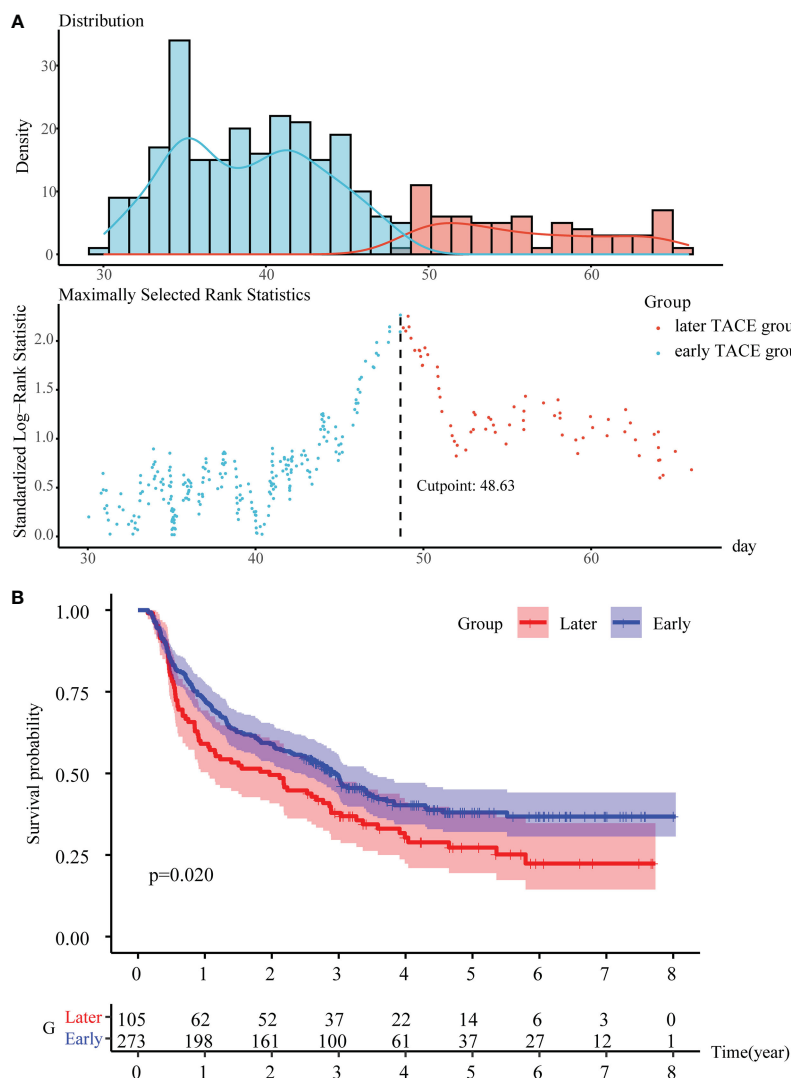 A
Distribution
Density
30
20
10
0
30 40 50 60
Maximally Selected Rank Statistics
Standardized Log-Rank Statistic
2.0
1.5
1.0
0.5
0.0
Group
later TACE grou
early TACE grou
Cutpoint: 48.63
30 40 50 60 day
B
Survival probability
1.00
0.75
0.50
0.25
0.00
Group Later Early
p=0.020
0 1 2 3 4 5 6 7 8
G
Later 105 62 52 37 22 14 6 3 0
Early 273 198 161 100 61 37 27 12 1
Time(year)
0 1 2 3 4 5 6 7 8